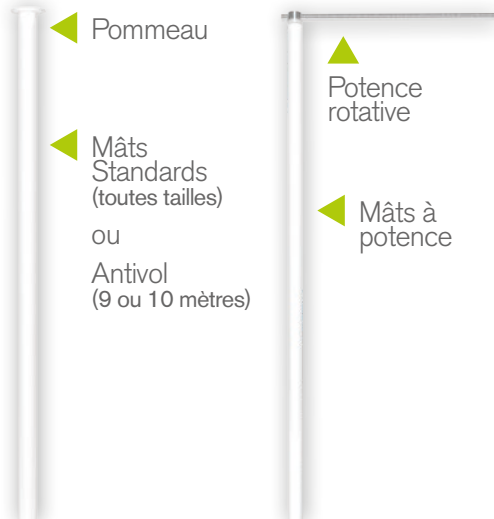 Pommeau
Mâts
Standards
(toutes tailles)
ou
Antivol
(9 ou 10 mètres)
Potence
rotative
Mâts à
potence